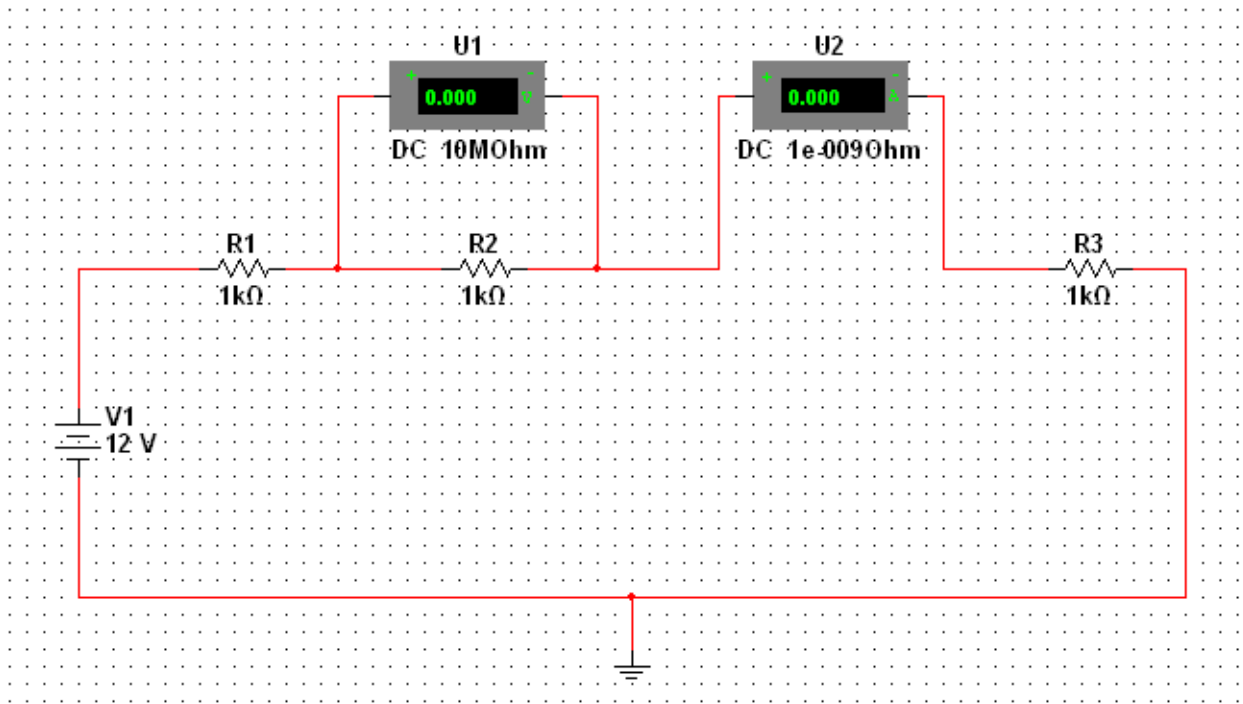 U1
+ -
0.000 V
DC 10MOhm
U2
+ -
0.000 A
DC 1e-009Ohm
R1
1kΩ
R2
1kΩ
R3
1kΩ
V1
12 V